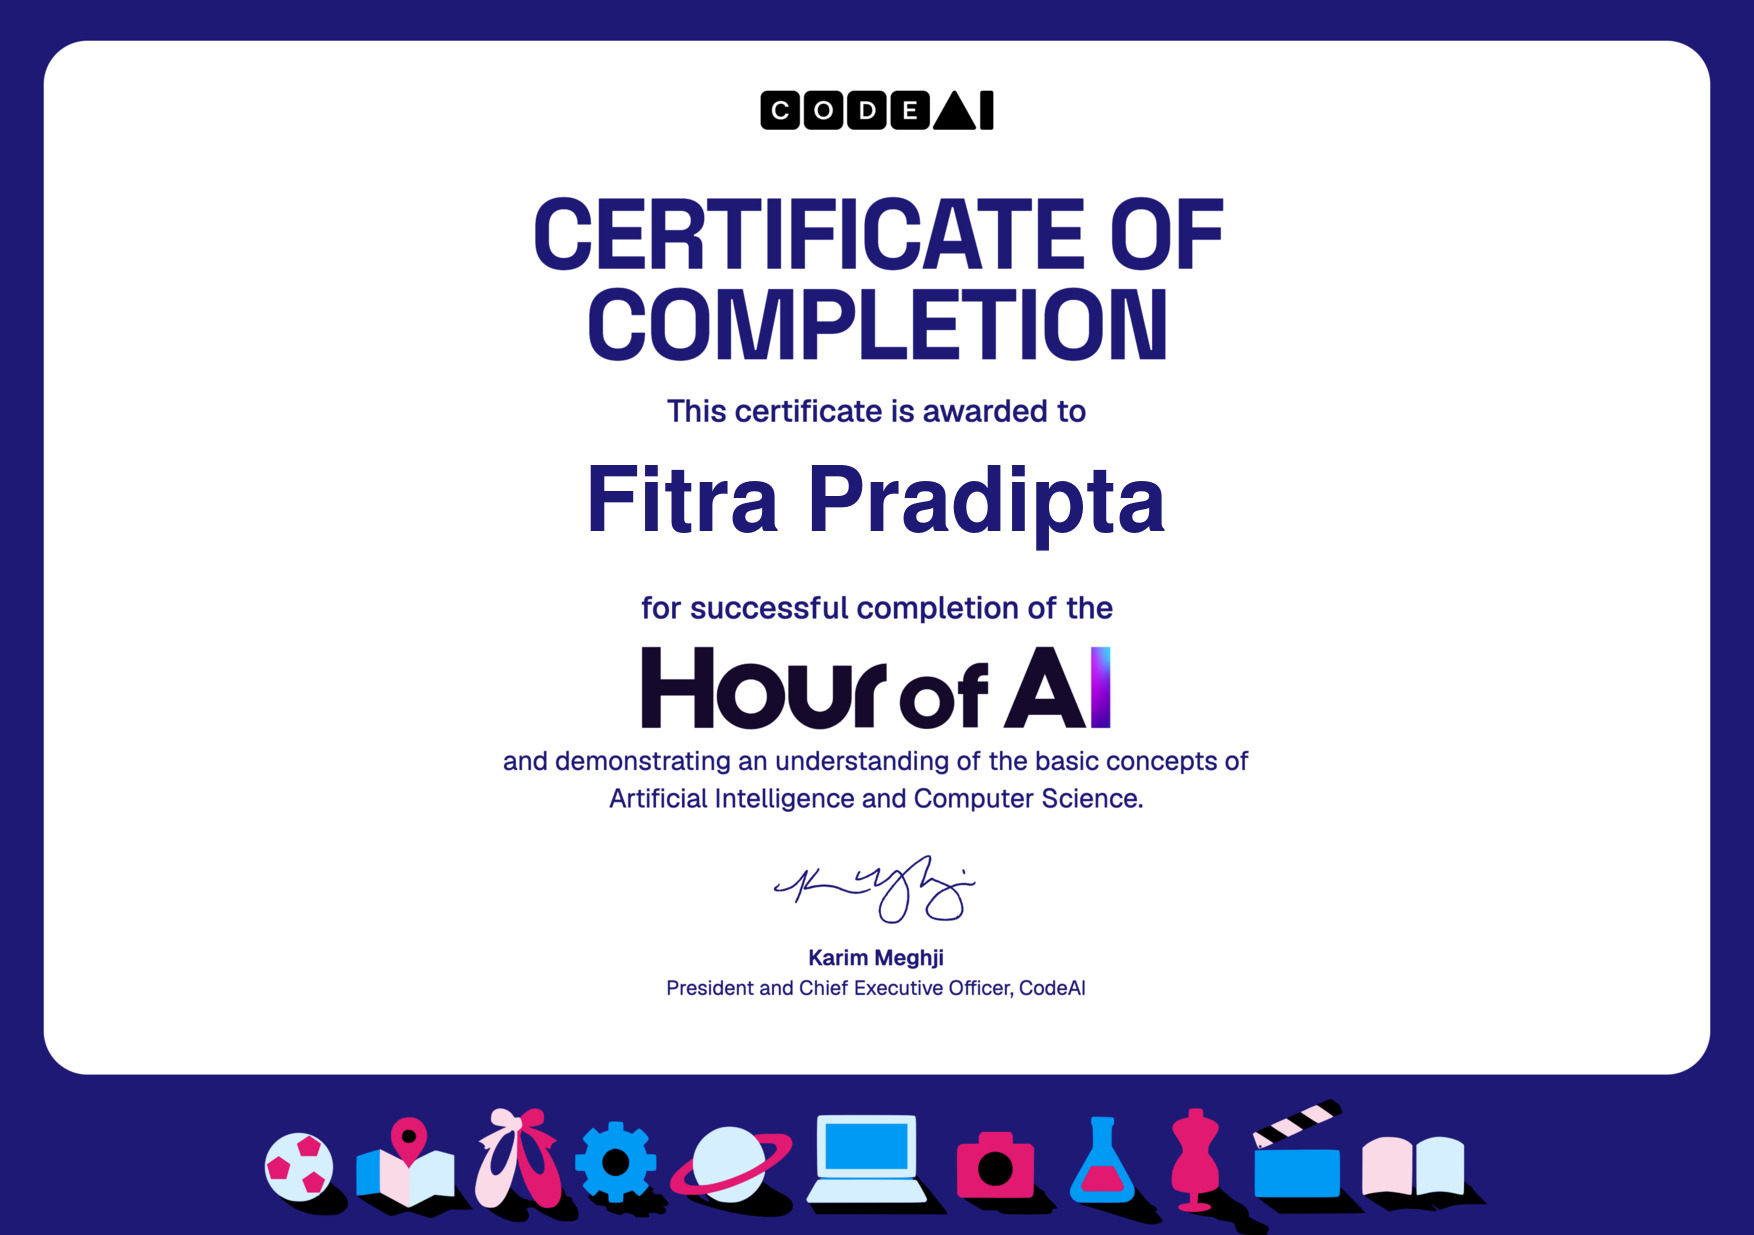 CODEAI
CERTIFICATE OF
COMPLETION
This certificate is awarded to
Fitra Pradipta
for successful completion of the
Hour of AI
and demonstrating an understanding of the basic concepts of
Artificial Intelligence and Computer Science.
Karim Meghji
President and Chief Executive Officer, CodeAI